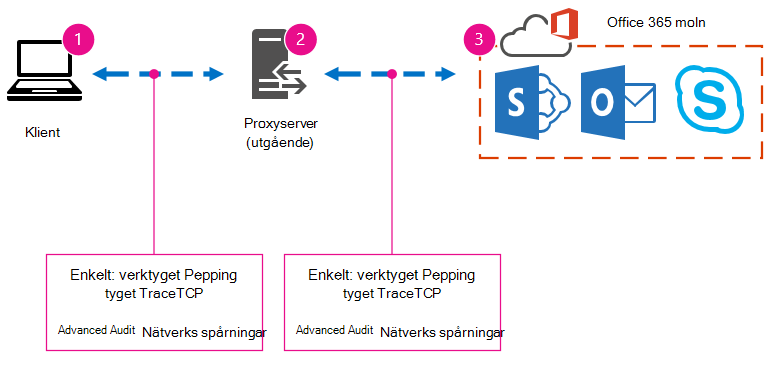 1
2
3
Office 365 moln
S
O
S
Klient
Proxyserver
(utgående)
Enkelt: verktyget Pepping
tyget TraceTCP
Advanced Audit Nätverks spårningar
Enkelt: verktyget Pepping
tyget TraceTCP
Advanced Audit Nätverks spårningar